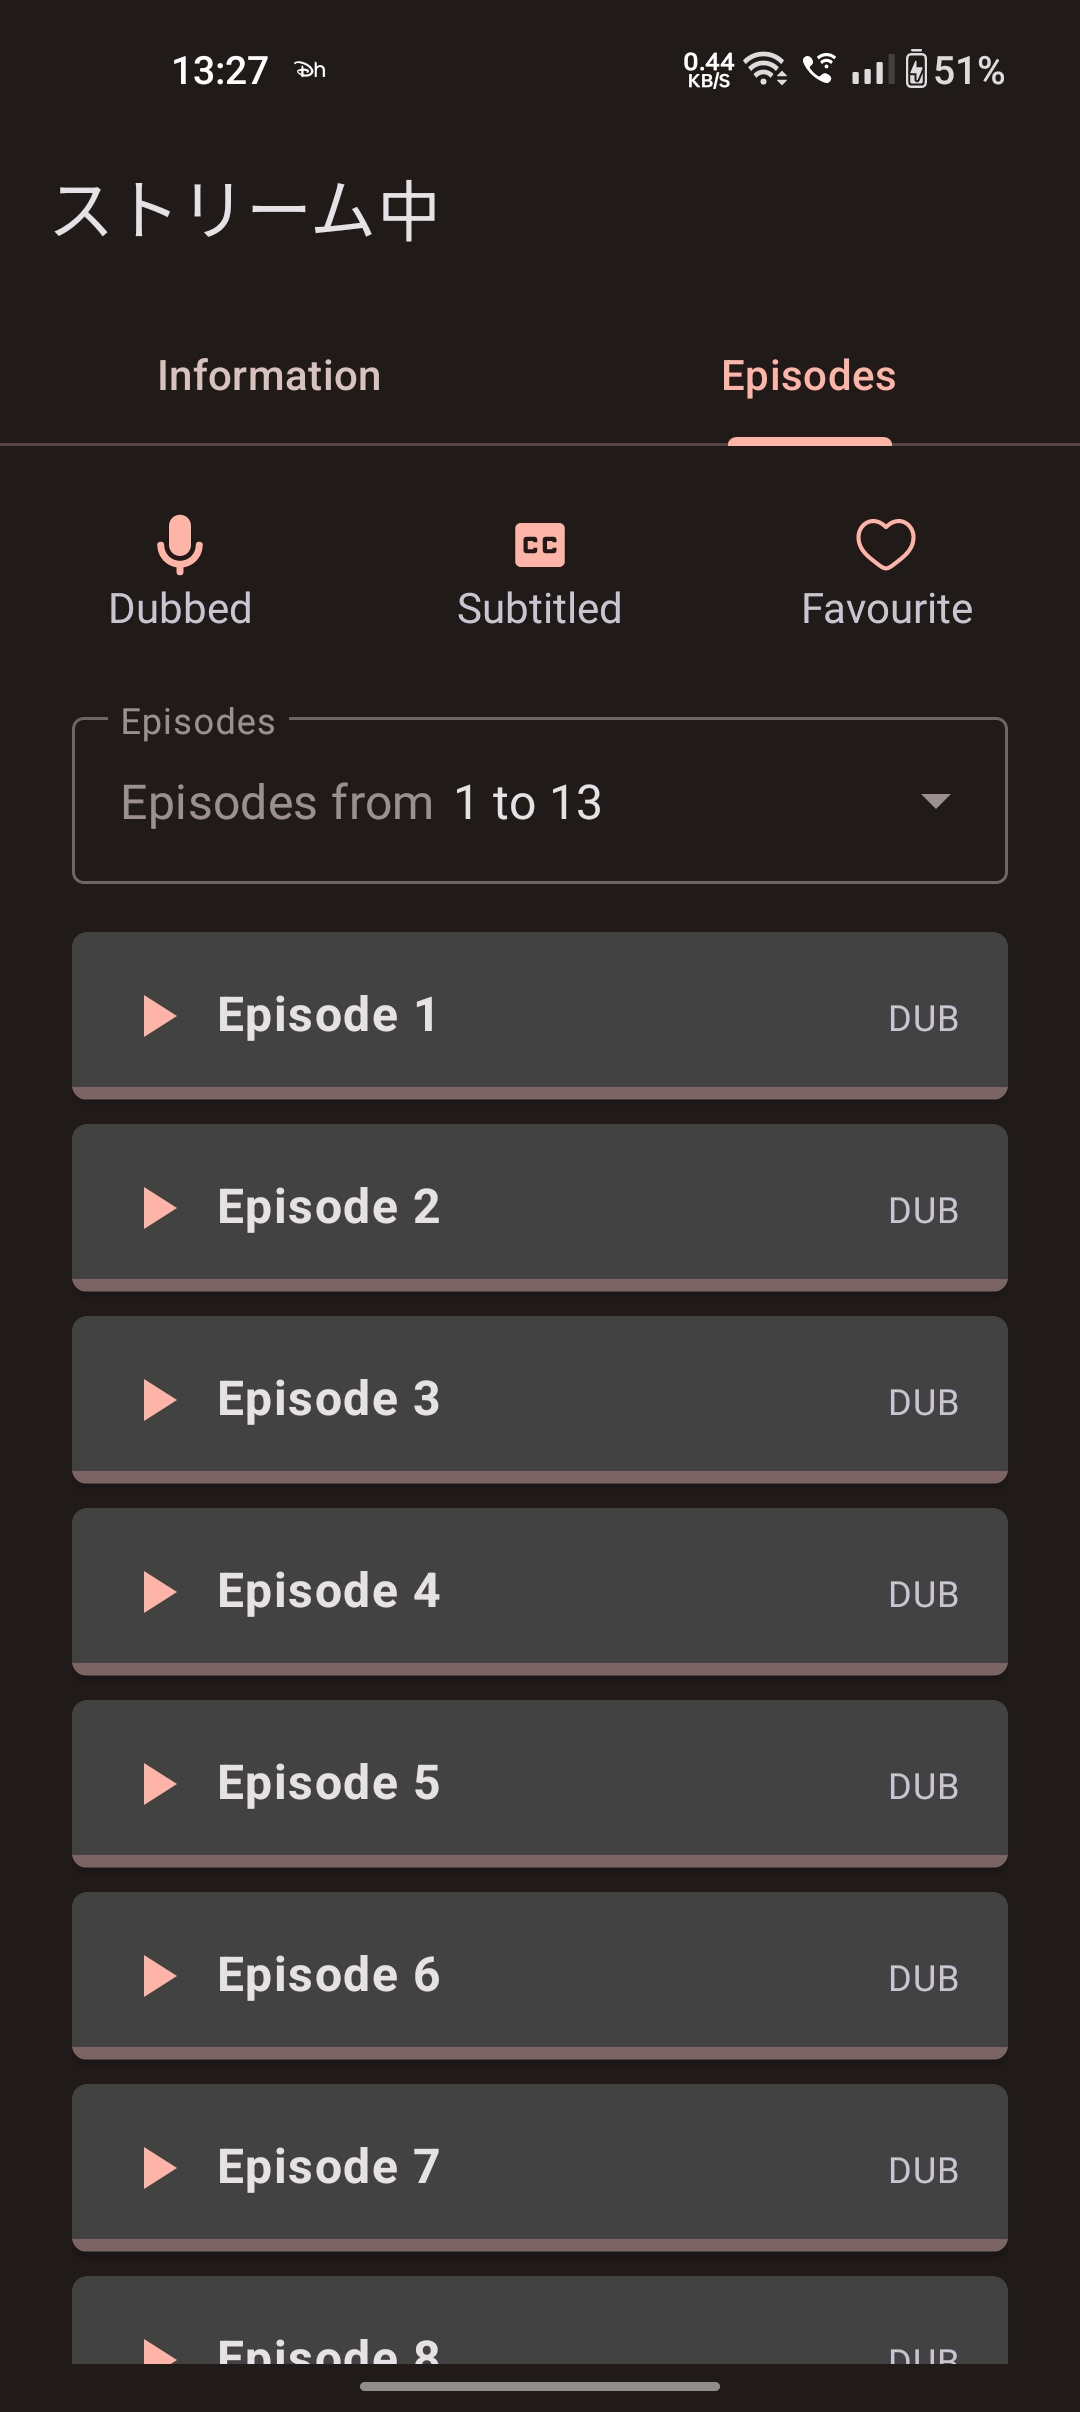 13:27 0.44 KB/S 51%
ストリーム中
Information Episodes
Dubbed Subtitled Favourite
Episodes
Episodes from 1 to 13
Episode 1 DUB
Episode 2 DUB
Episode 3 DUB
Episode 4 DUB
Episode 5 DUB
Episode 6 DUB
Episode 7 DUB
Episode 8 DUB